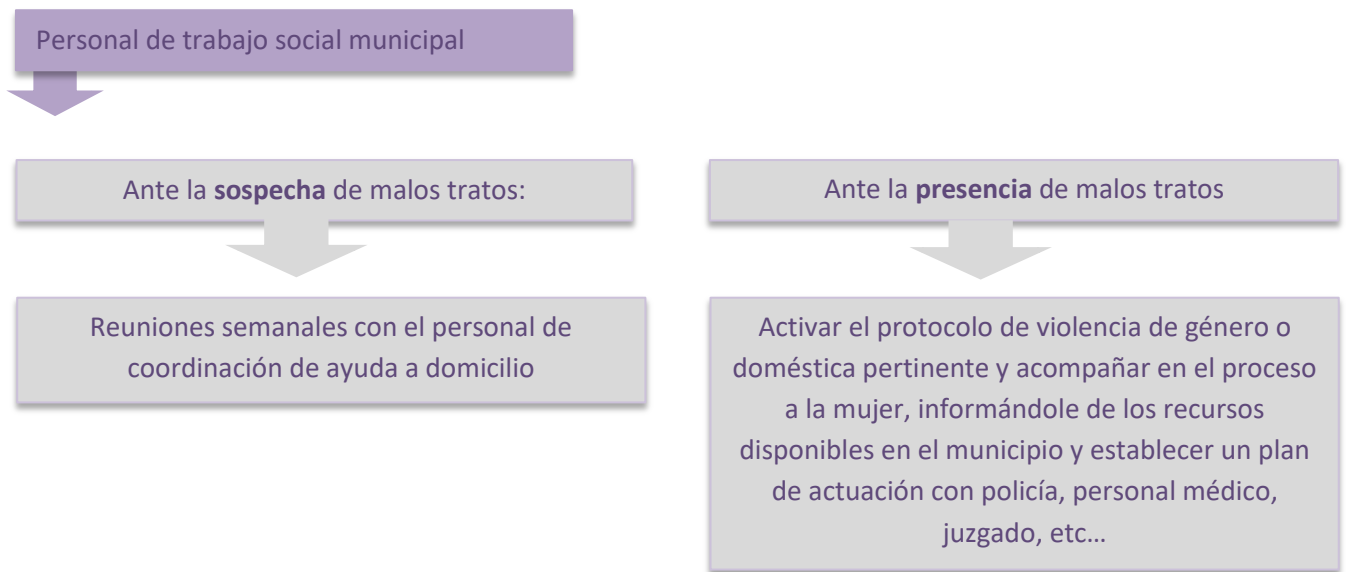 Personal de trabajo social municipal
Ante la sospecha de malos tratos:
Reuniones semanales con el personal de
coordinación de ayuda a domicilio
Ante la presencia de malos tratos
Activar el protocolo de violencia de género o
doméstica pertinente y acompañar en el proceso
a la mujer, informándole de los recursos
disponibles en el municipio y establecer un plan
de actuación con policía, personal médico,
juzgado, etc…